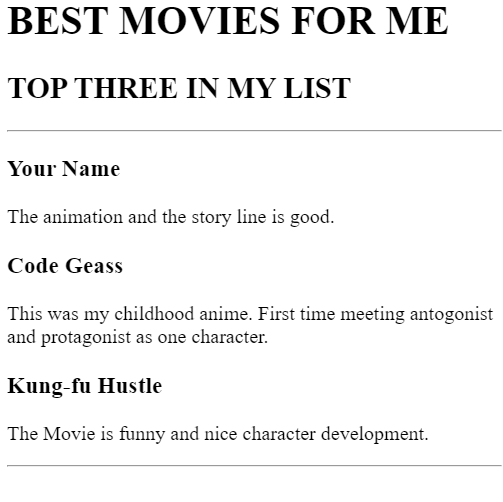 BEST MOVIES FOR ME
TOP THREE IN MY LIST
Your Name
The animation and the story line is good.
Code Geass
This was my childhood anime. First time meeting antogonist
and protagonist as one character.
Kung-fu Hustle
The Movie is funny and nice character development.